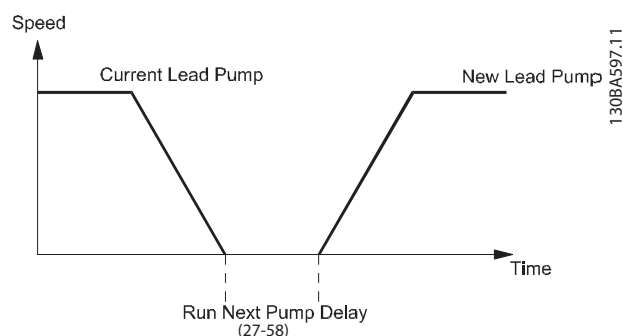 Speed
Current Lead Pump
New Lead Pump
130BA597.11
Time
Run Next Pump Delay
(27-58)